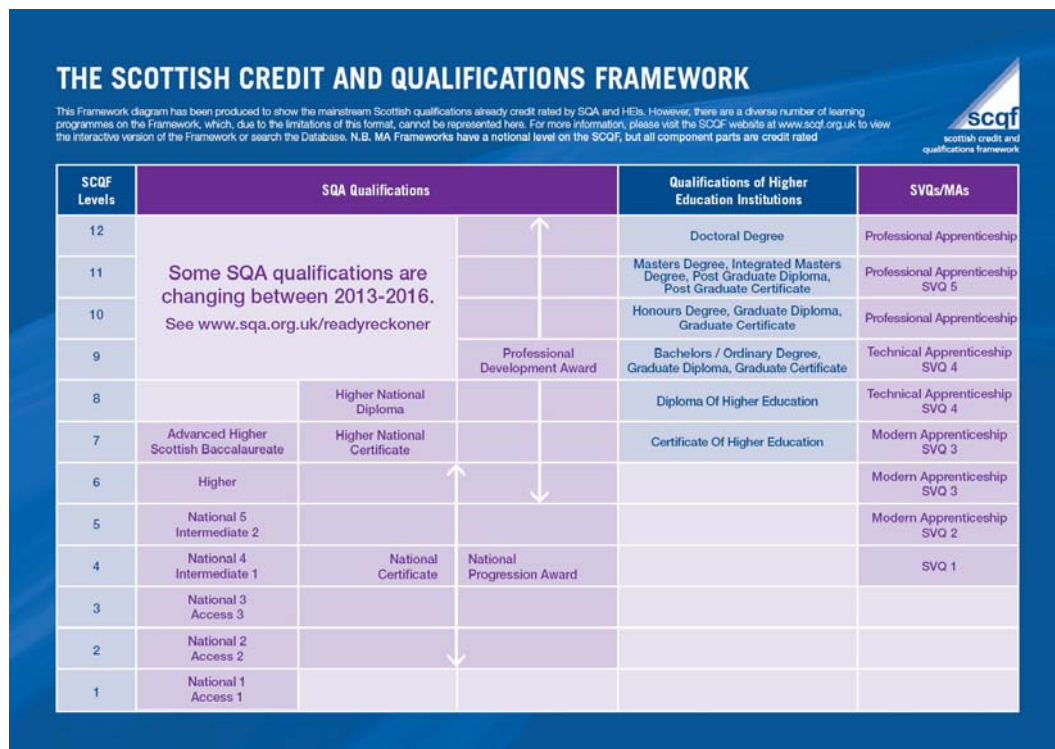 THE SCOTTISH CREDIT AND QUALIFICATIONS FRAMEWORK
This Framework diagram has been produced to show the mainstream Scottish qualifications already credit rated by SQA and HEIs. However, there are a diverse number of learning
programmes on the Framework, which, due to the limitations of this format, cannot be represented here. For more information, please visit the SCQF website at www.scqf.org.uk to view
the interactive version of the Framework or search the Database. N.B. MA Frameworks have a notional level on the SCQF, but all component parts are credit rated
scqf
scottish credit and
qualifications framework
SCQF
Levels
SQA Qualifications
Qualifications of Higher
Education Institutions
SVQs/MAs
12
Doctoral Degree
Professional Apprenticeship
Some SQA qualifications are
changing between 2013-2016.
See www.sqa.org.uk/readyreckoner
11
Masters Degree, Integrated Masters
Degree, Post Graduate Diploma,
Post Graduate Certificate
Professional Apprenticeship
SVQ 5
10
Honours Degree, Graduate Diploma,
Graduate Certificate
Professional Apprenticeship
9
Professional
Development Award
Bachelors / Ordinary Degree,
Graduate Diploma, Graduate Certificate
Technical Apprenticeship
SVQ 4
8
Higher National
Diploma
Diploma Of Higher Education
Technical Apprenticeship
SVQ 4
7
Advanced Higher
Scottish Baccalaureate
Higher National
Certificate
Certificate Of Higher Education
Modern Apprenticeship
SVQ 3
6
Higher
Modern Apprenticeship
SVQ 3
5
National 5
Intermediate 2
Modern Apprenticeship
SVQ 2
4
National 4
Intermediate 1
National
Certificate
National
Progression Award
SVQ 1
3
National 3
Access 3
2
National 2
Access 2
1
National 1
Access 1